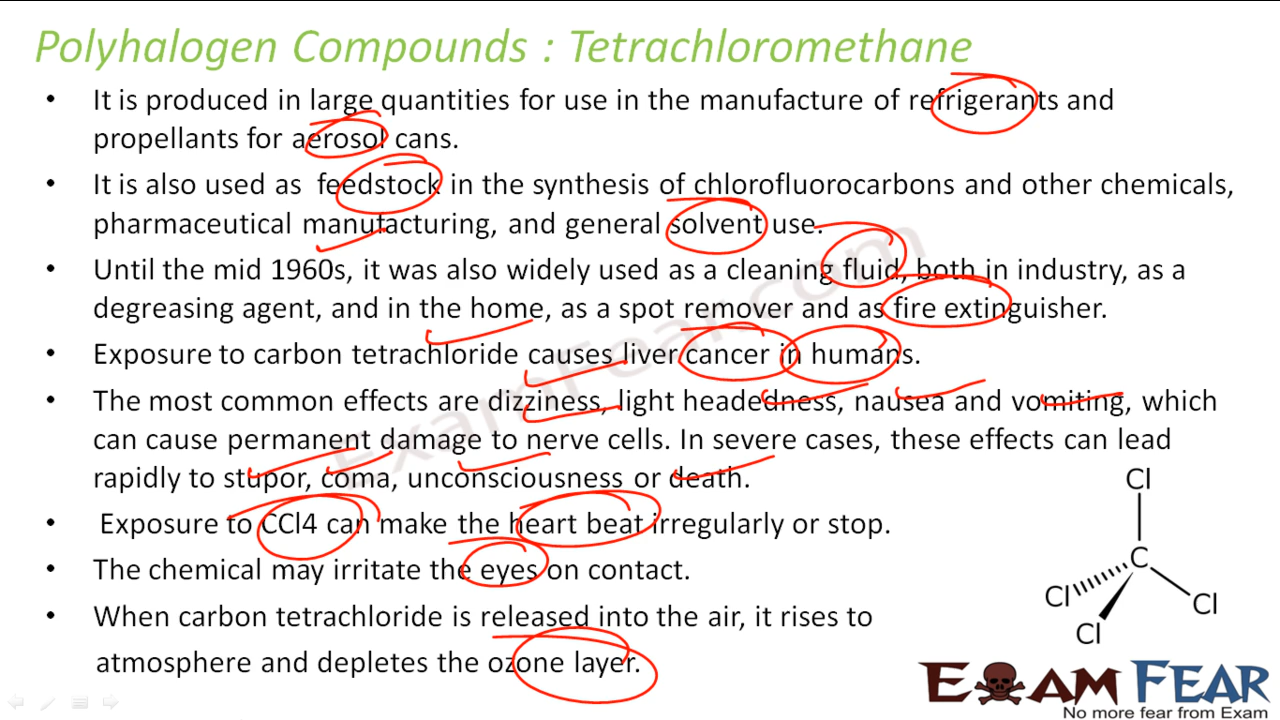 Polyhalogen Compounds : Tetrachloromethane
• It is produced in large quantities for use in the manufacture of refrigerants and
propellants for aerosol cans.
• It is also used as feedstock in the synthesis of chlorofluorocarbons and other chemicals,
pharmaceutical manufacturing, and general solvent use.
• Until the mid 1960s, it was also widely used as a cleaning fluid, both in industry, as a
degreasing agent, and in the home, as a spot remover and as fire extinguisher.
• Exposure to carbon tetrachloride causes liver cancer in humans.
• The most common effects are dizziness, light headedness, nausea and vomiting, which
can cause permanent damage to nerve cells. In severe cases, these effects can lead
rapidly to stupor, coma, unconsciousness or death.
• Exposure to CCl4 can make the heart beat irregularly or stop.
• The chemical may irritate the eyes on contact.
• When carbon tetrachloride is released into the air, it rises to
atmosphere and depletes the ozone layer.
Cl
C
Cl
Cl
Cl
ExamFear.com
EXAM FEAR
No more fear from Exam